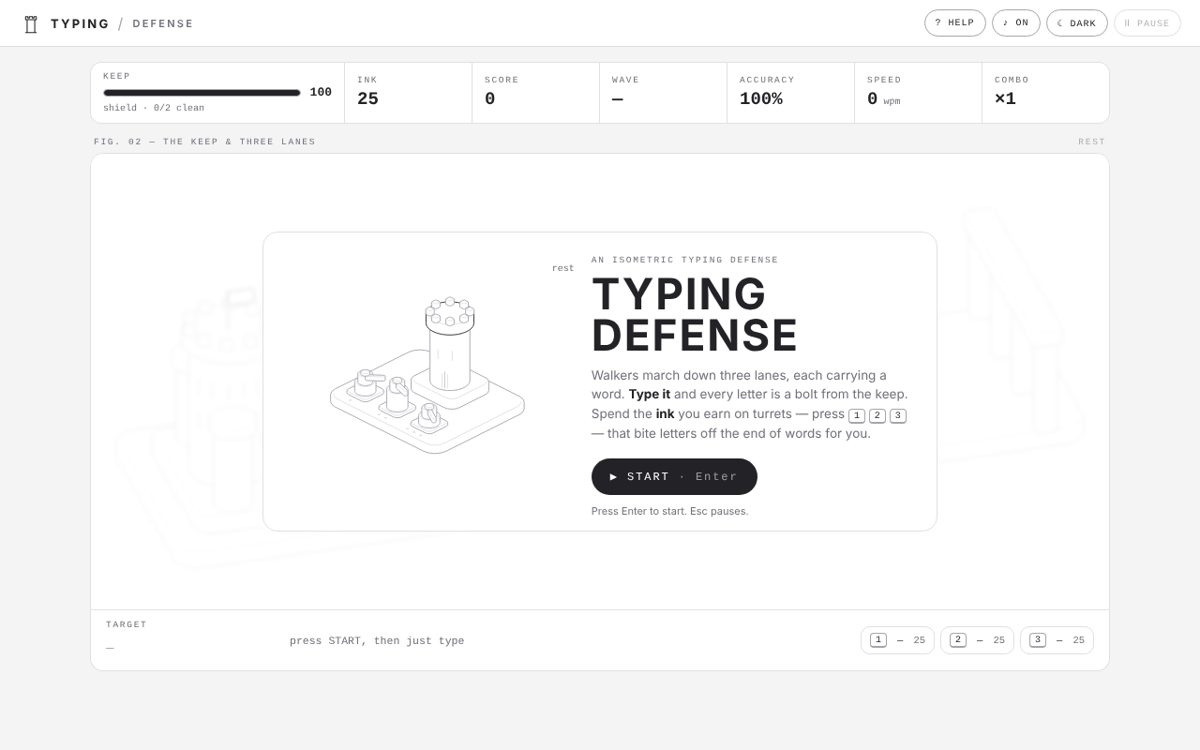 TYPING / DEFENSE
? HELP
♪ ON
☾ DARK
⏸ PAUSE
KEEP
100
shield · 0/2 clean
INK
25
SCORE
0
WAVE
—
ACCURACY
100%
SPEED
0 wpm
COMBO
×1
FIG. 02 — THE KEEP & THREE LANES
REST
rest
AN ISOMETRIC TYPING DEFENSE
TYPING
DEFENSE
Walkers march down three lanes, each carrying a
word. Type it and every letter is a bolt from the keep.
Spend the ink you earn on turrets — press 1 2 3
— that bite letters off the end of words for you.
▶ START · Enter
Press Enter to start. Esc pauses.
TARGET
_
press START, then just type
1 — 25
2 — 25
3 — 25